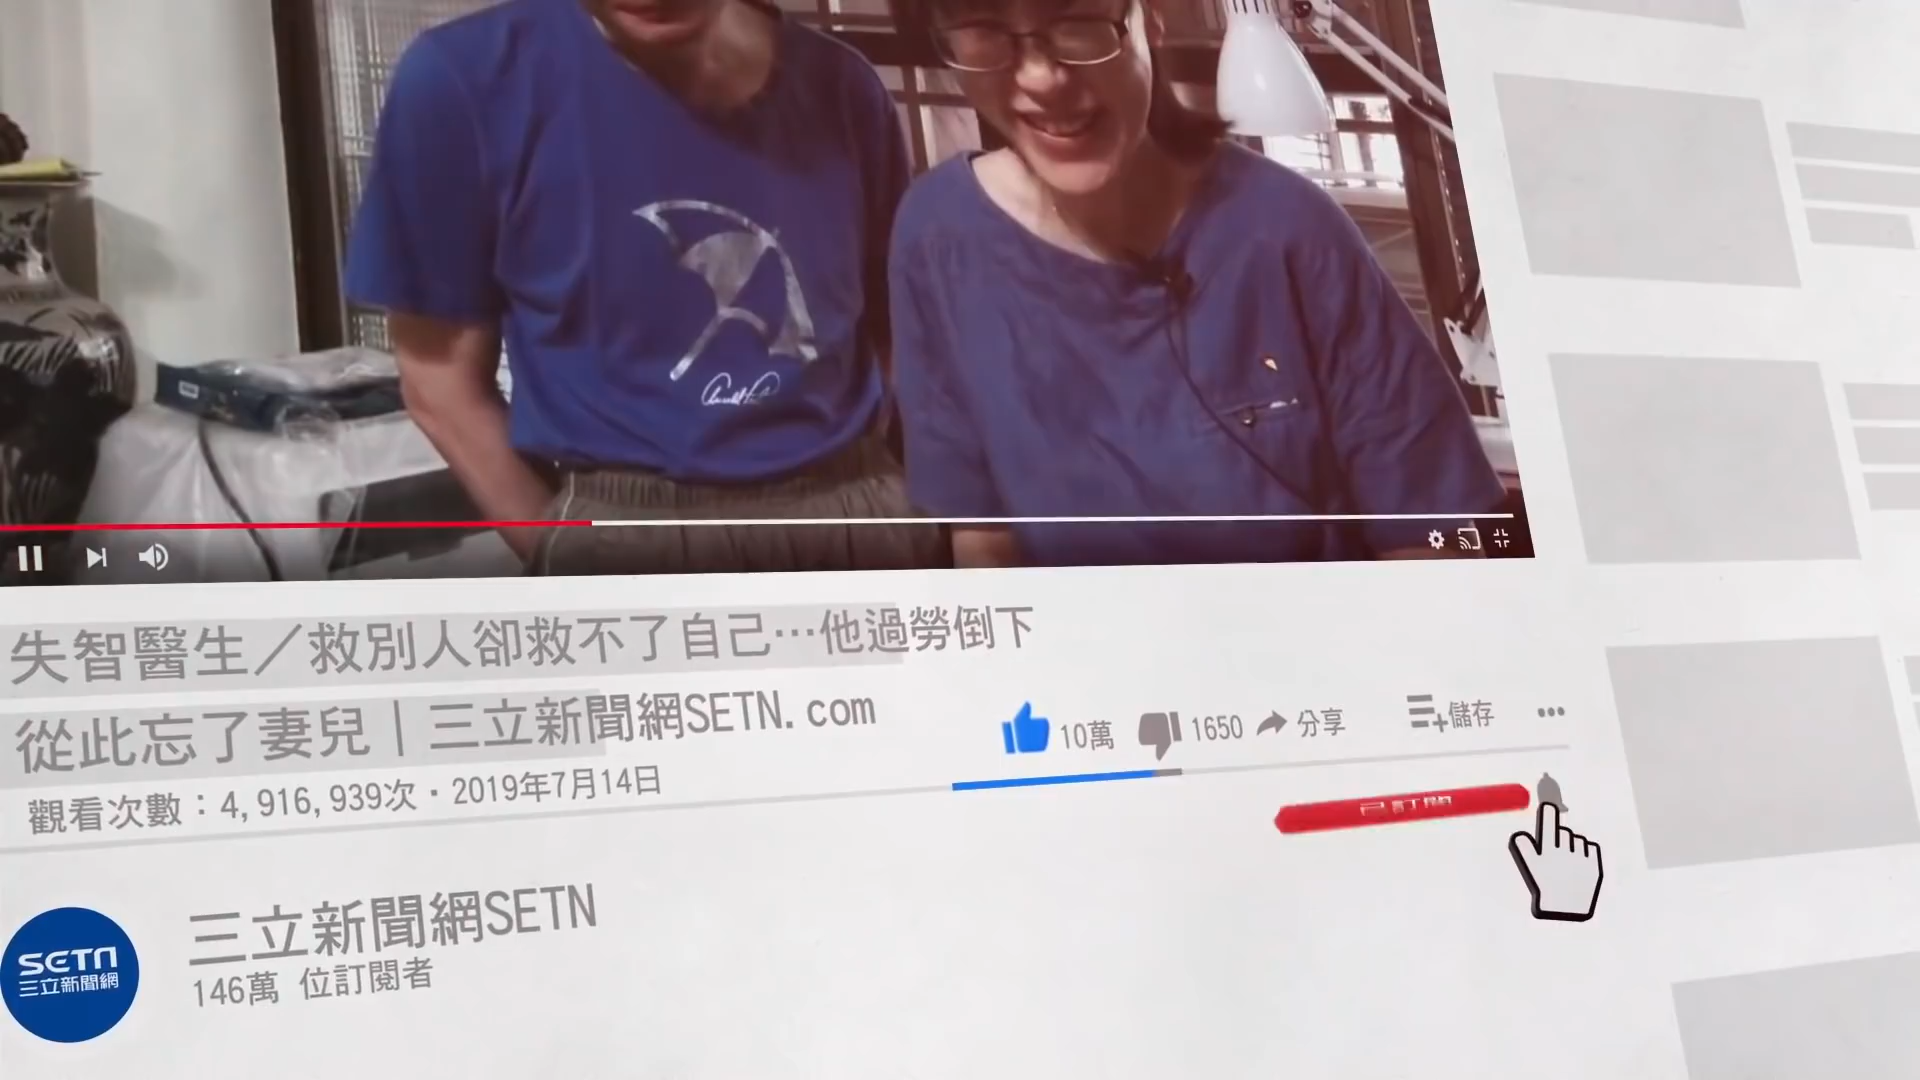 失智醫生／救別人卻救不了自己…他過勞倒下
從此忘了妻兒｜三立新聞網SETN.com
觀看次數：4,916,939次・2019年7月14日
10萬 1650 分享 儲存
已訂閱
三立新聞網SETN
146萬 位訂閱者
SETN
三立新聞網